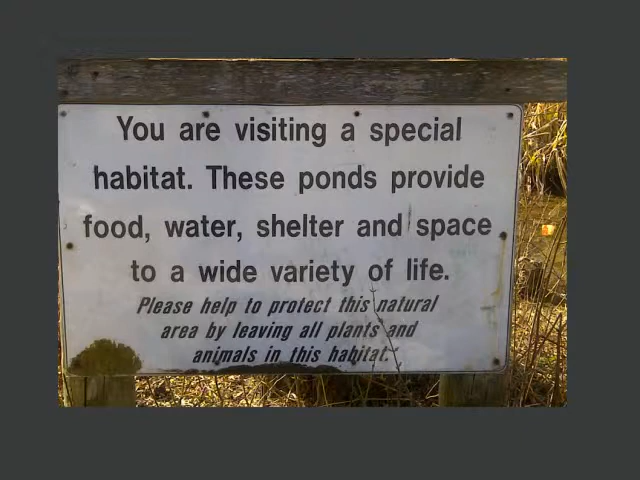 You are visiting a special
habitat. These ponds provide
food, water, shelter and space
to a wide variety of life.
Please help to protect this natural
area by leaving all plants and
animals in this habitat.